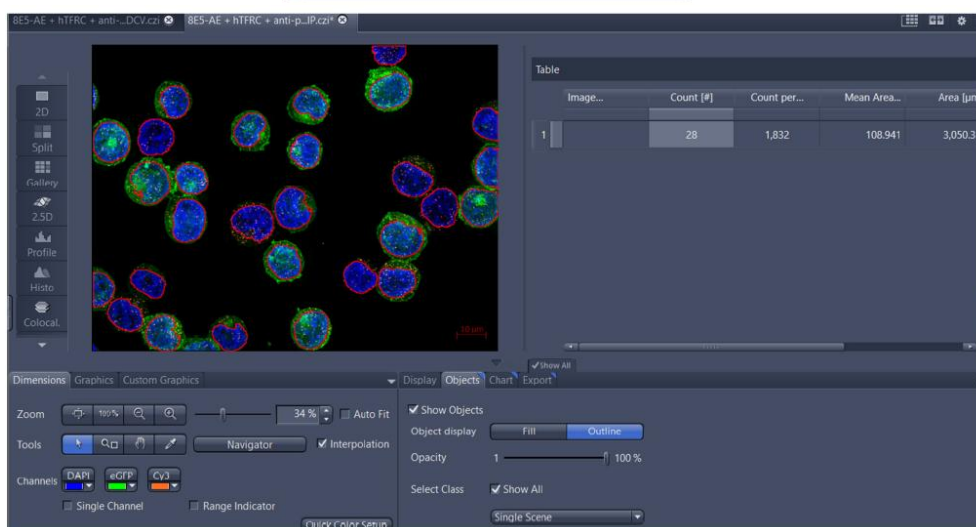 8E5-AE + hTFRC + anti-...DCV.czi 8E5-AE + hTFRC + anti-p...IP.czi*
2D
Split
Gallery
2.5D
Profile
Histo
Colocal.
10 µm
Table
Image... Count [#] Count per... Mean Area... Area [µm
1 28 1,832 108.941 3,050.3
Show All
Dimensions Graphics Custom Graphics
Zoom 100% 34 % Auto Fit
Tools Navigator Interpolation
Channels DAPI eGFP Cy3
Single Channel Range Indicator
Quick Color Setup
Display Objects Chart Export
Show Objects
Object display Fill Outline
Opacity 1 100 %
Select Class Show All
Single Scene